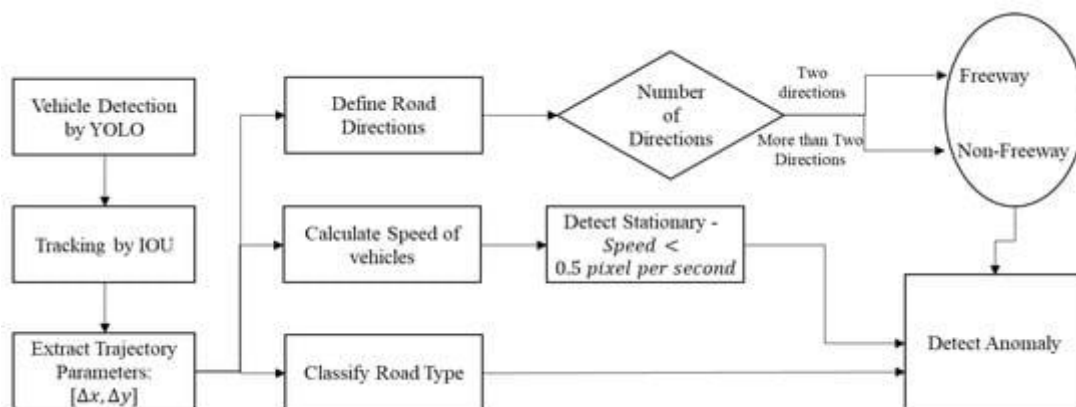 Vehicle Detection
by YOLO
Tracking by IOU
Extract Trajectory
Parameters:
[Δx, Δy]
Define Road
Directions
Calculate Speed of
vehicles
Classify Road Type
Number
of
Directions
Detect Stationary -
Speed <
0.5 pixel per second
Two
directions
More than Two
Directions
Freeway
Non-Freeway
Detect Anomaly